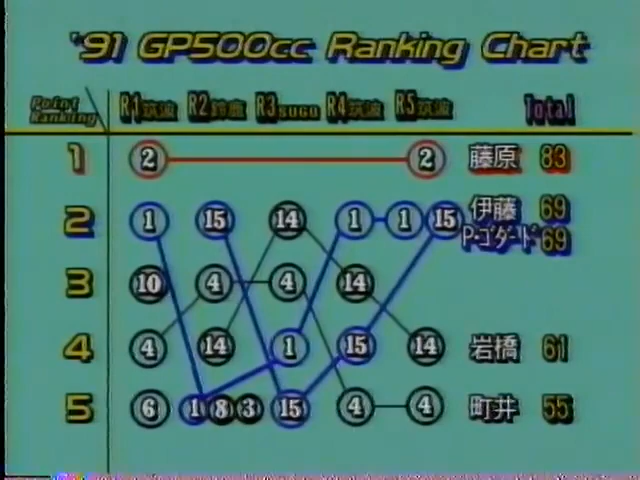 '91 GP500cc Ranking Chart
Point Ranking R1筑波 R2鈴鹿 R3SUGO R4筑波 R5筑波 Total
1 2 2 藤原 83
2 1 15 14 1 1 15 伊藤 69
P・ゴダード 69
3 10 4 4 14
4 4 14 1 15 14 岩橋 61
5 6 1 8 3 15 4 4 町井 55